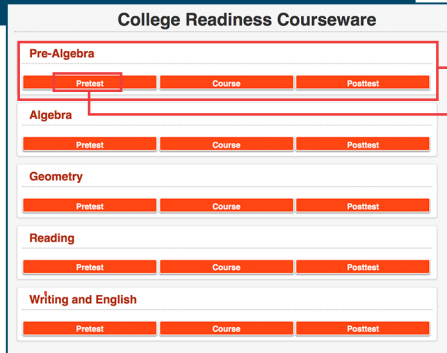 College Readiness Courseware
Pre-Algebra
Pretest Course Posttest
Algebra
Pretest Course Posttest
Geometry
Pretest Course Posttest
Reading
Pretest Course Posttest
Writing and English
Pretest Course Posttest